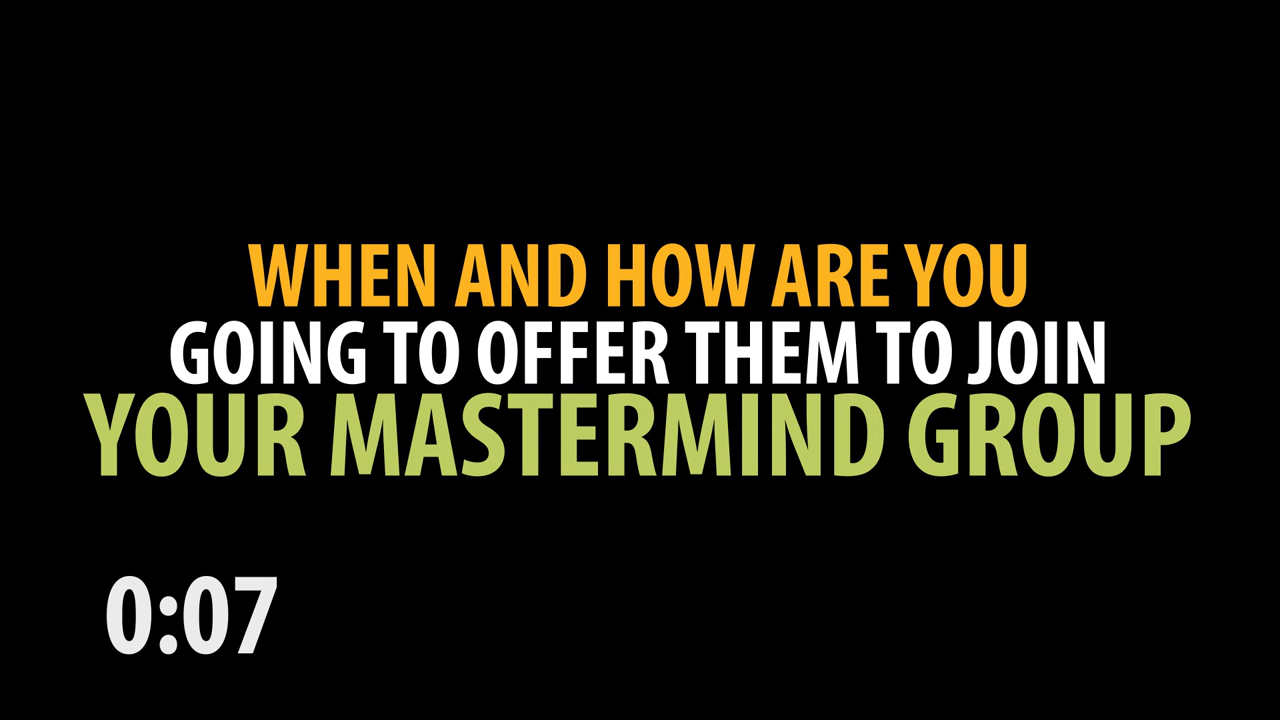 WHEN AND HOW ARE YOU
GOING TO OFFER THEM TO JOIN
YOUR MASTERMIND GROUP
0:07